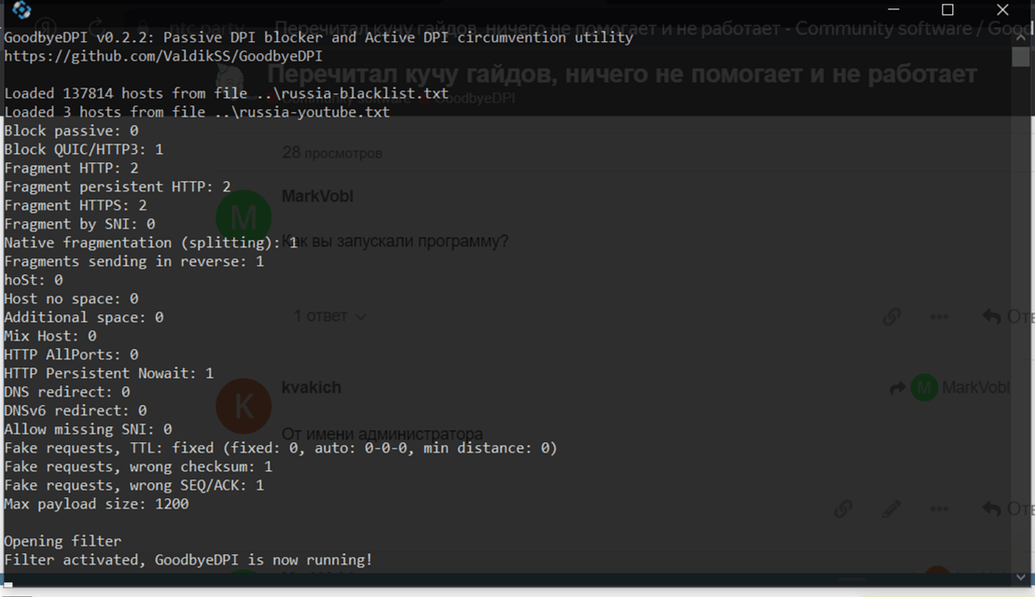 GoodbyeDPI v0.2.2: Passive DPI blocker and Active DPI circumvention utility
https://github.com/ValdikSS/GoodbyeDPI
Перечитал кучу гайдов, ничего не помогает и не работает - Community software / Good
ntc.party
Перечитал кучу гайдов, ничего не помогает и не работает
Community software
GoodbyeDPI
Loaded 137814 hosts from file ..\russia-blacklist.txt
Loaded 3 hosts from file ..\russia-youtube.txt
Block passive: 0
Block QUIC/HTTP3: 1
Fragment HTTP: 2
Fragment persistent HTTP: 2
Fragment HTTPS: 2
Fragment by SNI: 0
Native fragmentation (splitting): 1
Fragments sending in reverse: 1
hoSt: 0
Host no space: 0
Additional space: 0
Mix Host: 0
HTTP AllPorts: 0
HTTP Persistent Nowait: 1
DNS redirect: 0
DNSv6 redirect: 0
Allow missing SNI: 0
Fake requests, TTL: fixed (fixed: 0, auto: 0-0-0, min distance: 0)
Fake requests, wrong checksum: 1
Fake requests, wrong SEQ/ACK: 1
Max payload size: 1200
Opening filter
Filter activated, GoodbyeDPI is now running!
28 просмотров
M
MarkVobl
Как вы запускали программу?
1 ответ
Отв
K
kvakich
M MarkVobl
От имени администратора
Отв